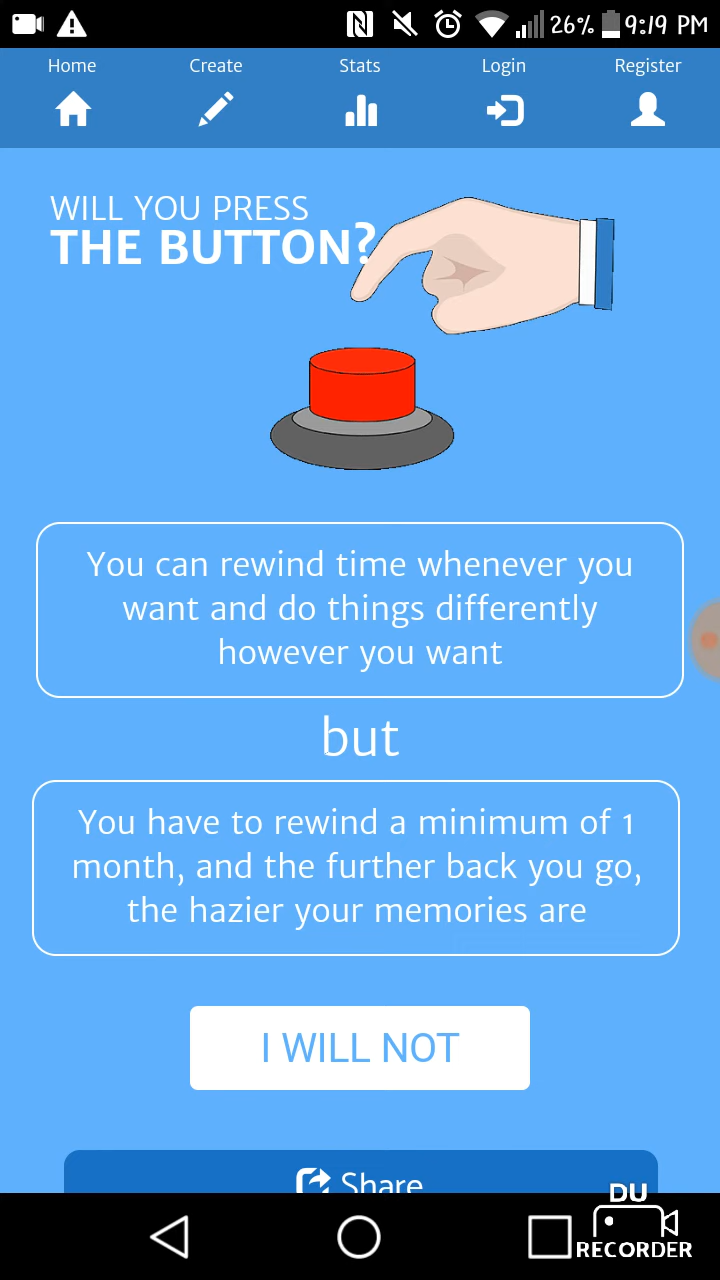 26% 9:19 PM
Home Create Stats Login Register
WILL YOU PRESS
THE BUTTON?
You can rewind time whenever you
want and do things differently
however you want
but
You have to rewind a minimum of 1
month, and the further back you go,
the hazier your memories are
I WILL NOT
Share
DU
RECORDER